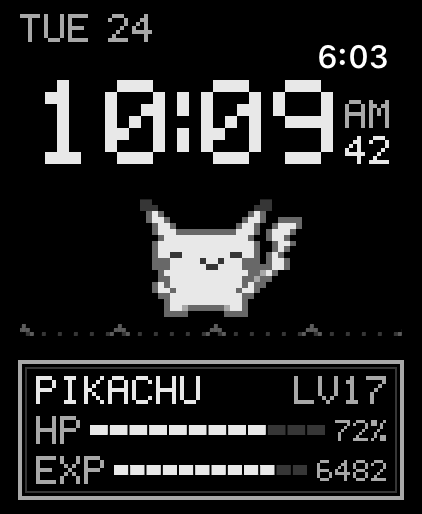 TUE 24
6:03
10:09
AM
42
PIKACHU LV17
HP 72%
EXP 6482